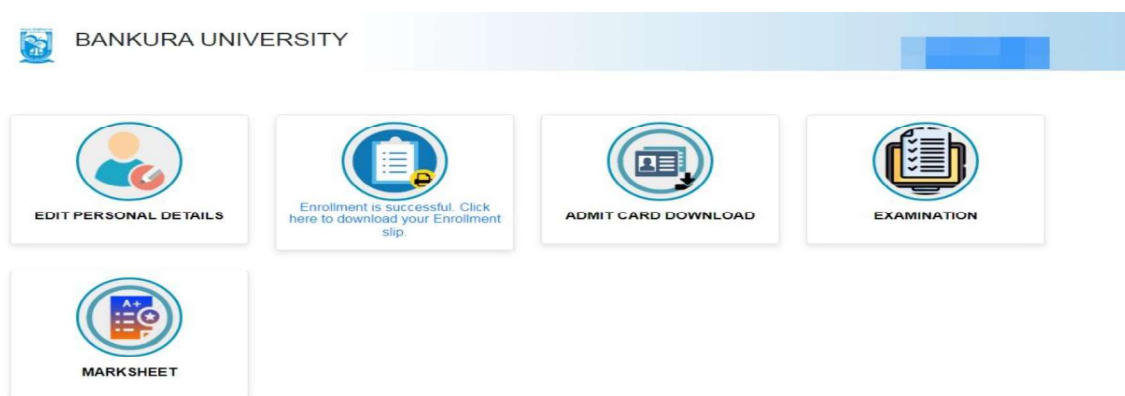 BANKURA UNIVERSITY
EDIT PERSONAL DETAILS
Enrollment is successful. Click
here to download your Enrollment
slip.
ADMIT CARD DOWNLOAD
EXAMINATION
A+
MARKSHEET